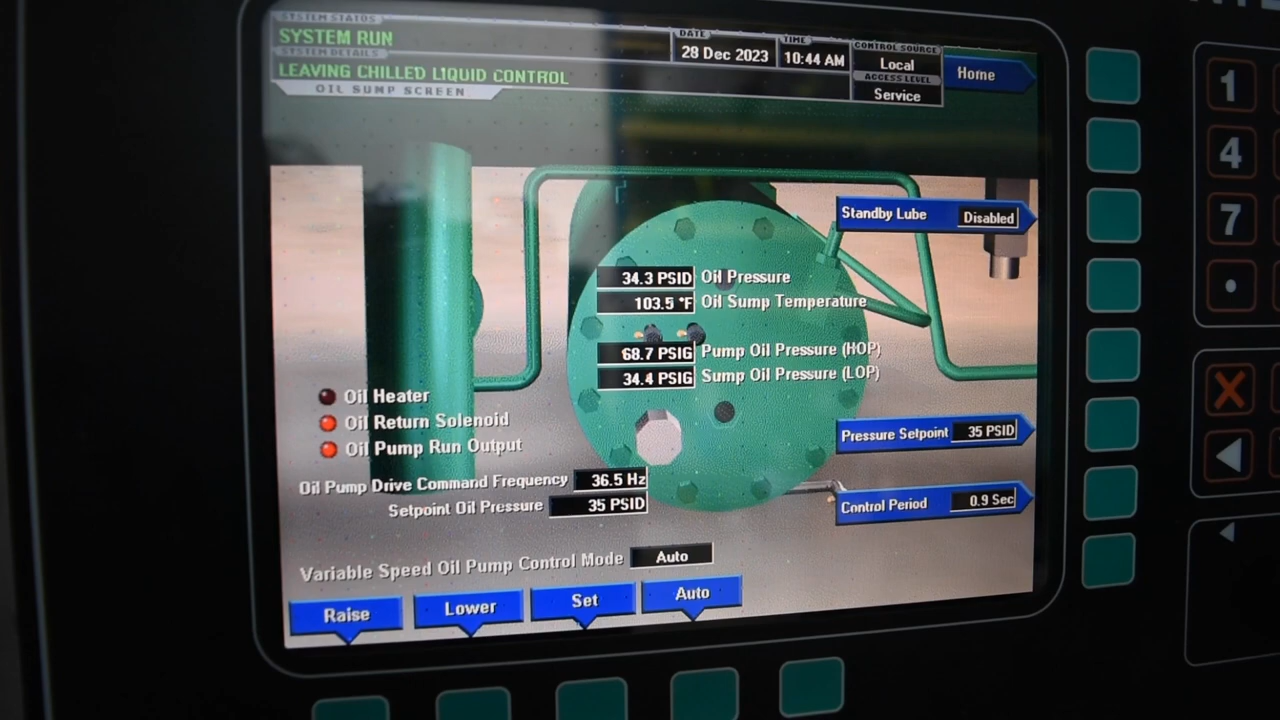 SYSTEM STATUS
SYSTEM RUN
SYSTEM DETAILS
LEAVING CHILLED LIQUID CONTROL
OIL SUMP SCREEN
DATE
28 Dec 2023
TIME
10:44 AM
CONTROL SOURCE
Local
ACCESS LEVEL
Service
Home
Standby Lube Disabled
34.3 PSID Oil Pressure
103.5 °F Oil Sump Temperature
68.7 PSIG Pump Oil Pressure (HOP)
34.4 PSIG Sump Oil Pressure (LOP)
Oil Heater
Oil Return Solenoid
Oil Pump Run Output
Pressure Setpoint 35 PSID
Oil Pump Drive Command Frequency 36.5 Hz
Setpoint Oil Pressure 35 PSID
Control Period 0.9 Sec
Variable Speed Oil Pump Control Mode Auto
Raise
Lower
Set
Auto
1
4
7
•
X